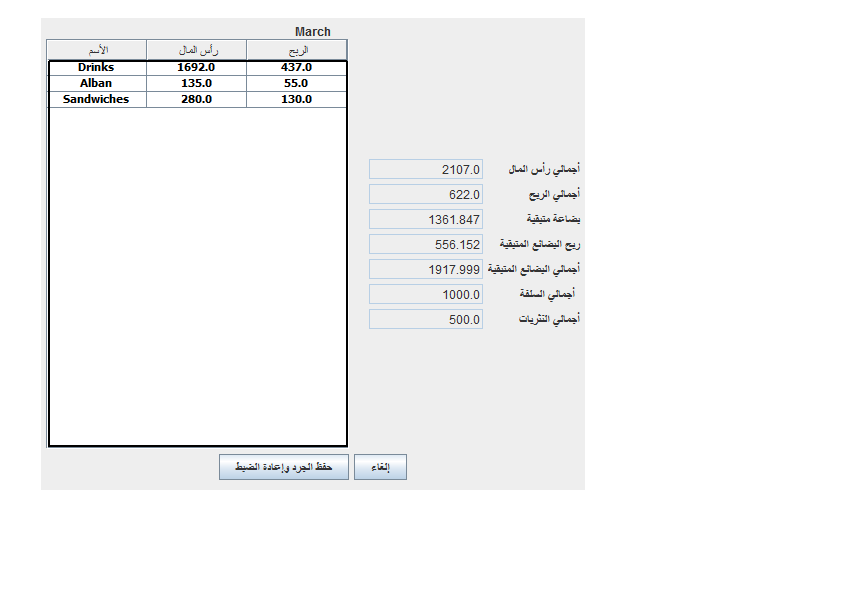 March
الأسم رأس المال الربح
Drinks 1692.0 437.0
Alban 135.0 55.0
Sandwiches 280.0 130.0
أجمالي رأس المال 2107.0
أجمالي الربح 622.0
بضاعة متبقية 1361.847
ربح البضائع المتبقية 556.152
أجمالي البضائع المتبقية 1917.999
أجمالي السلفة 1000.0
أجمالي النثريات 500.0
حفظ الجرد وإعادة الضبط إلغاء